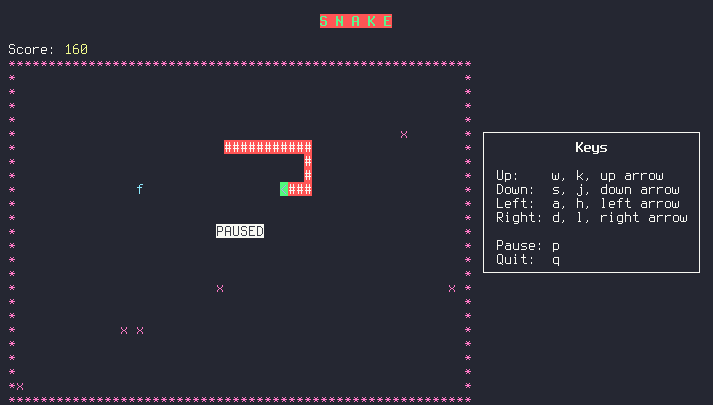 S N A K E
Score: 160
**********************************************************
x
###########
#
#
f
###
PAUSED
x x
x x
x
**********************************************************
Keys
Up: w, k, up arrow
Down: s, j, down arrow
Left: a, h, left arrow
Right: d, l, right arrow
Pause: p
Quit: q